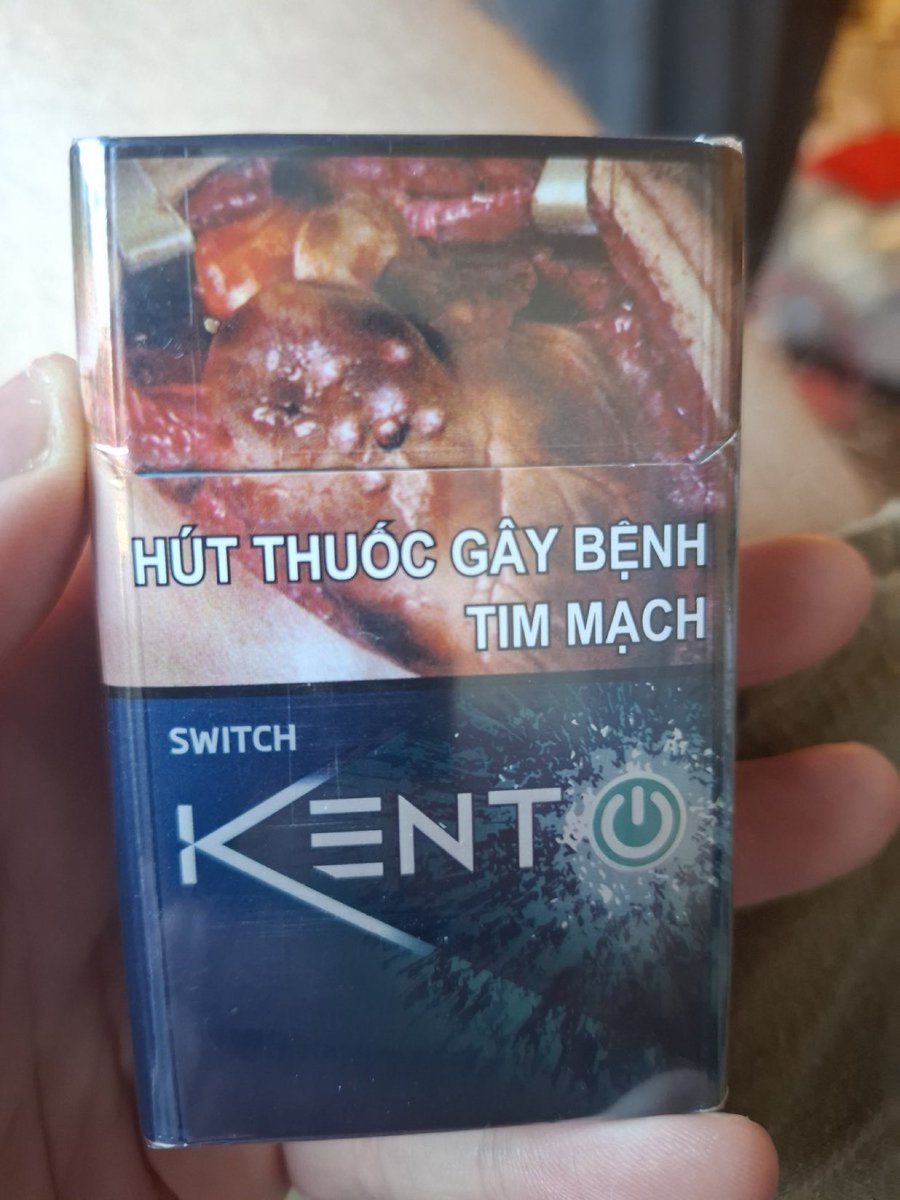 HÚT THUỐC GÂY BỆNH
TIM MẠCH
SWITCH
KENT